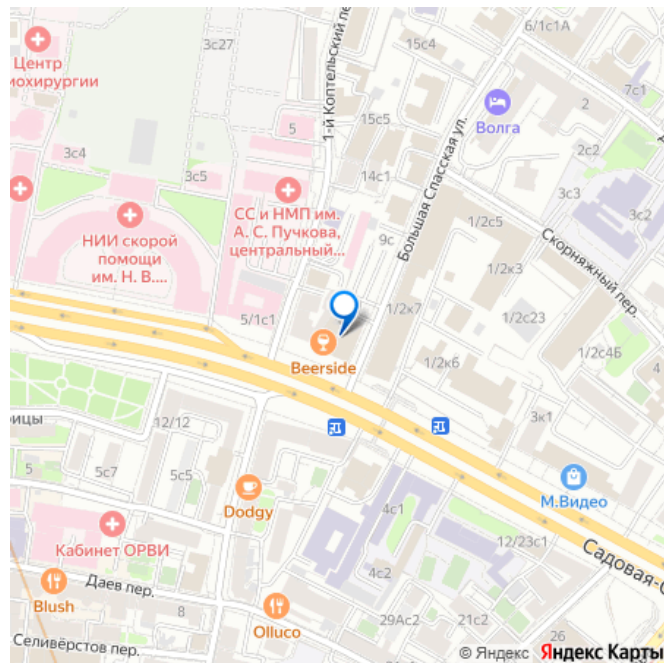 6/1с1А
15с4
3с27
Центр
иохирургии
7с1
2
1-й Коптельский пер
15с5
Волга
5
2с2
3с4
3с5
14с1
3с3
СС и НМП им.
А. С. Пучкова,
центральный...
Большая Спасская ул.
3с2
1/2с5
НИИ скорой
помощи
им. Н. В....
9с
Скорняжный пер.
1/2к3
5/1с1
1/2к7
1/2с23
Beerside
1/2к6
1/2с4Б
12/12
3к1
рицы
5
5с7
5с5
М.Видео
Dodgy
4с1
12/23с1
Кабинет ОРВИ
Садовая-С
Даев пер.
4с2
Blush
8
Olluco
29Ас2
21с2
26
Селивёрстов пер.
© Яндекс Яндекс Карты